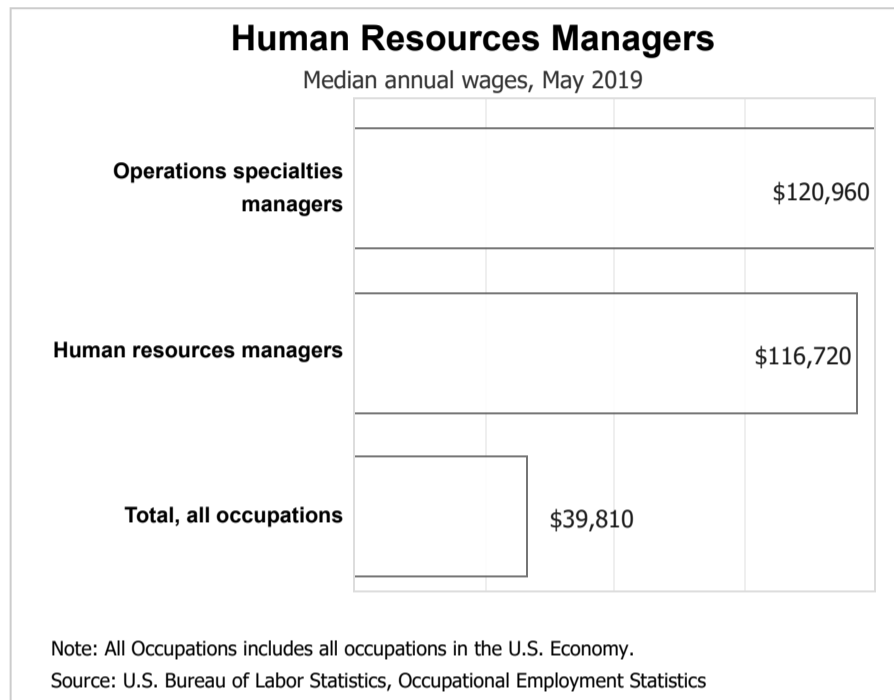 Human Resources Managers
Median annual wages, May 2019
Operations specialties
managers
$120,960
Human resources managers
$116,720
Total, all occupations
$39,810
Note: All Occupations includes all occupations in the U.S. Economy.
Source: U.S. Bureau of Labor Statistics, Occupational Employment Statistics